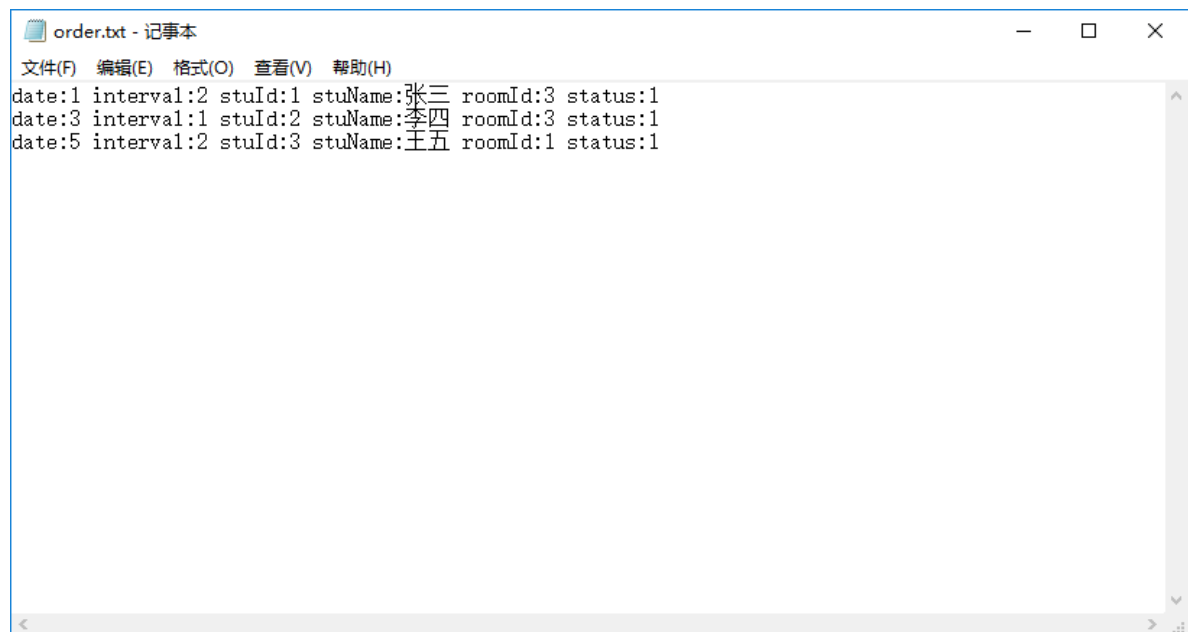 order.txt - 记事本
文件(F) 编辑(E) 格式(O) 查看(V) 帮助(H)
date:1 interval:2 stuId:1 stuName:张三 roomId:3 status:1
date:3 interval:1 stuId:2 stuName:李四 roomId:3 status:1
date:5 interval:2 stuId:3 stuName:王五 roomId:1 status:1